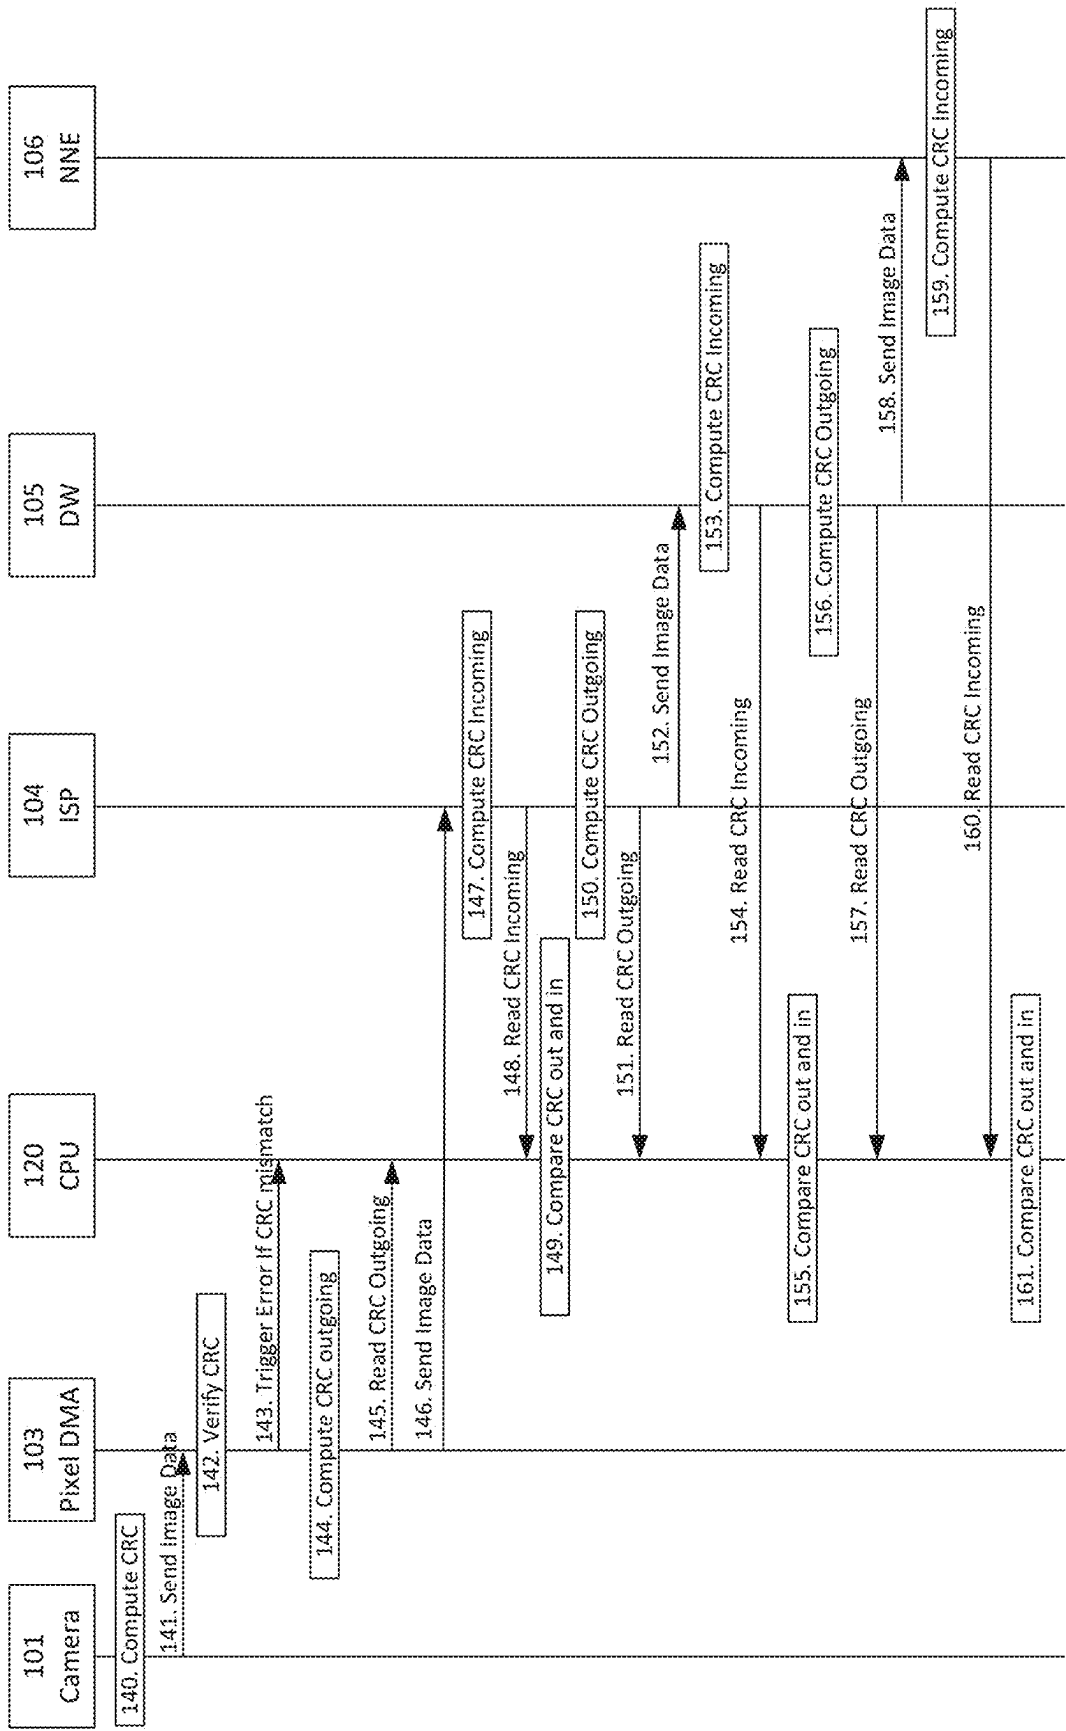 101
Camera
103
Pixel DMA
120
CPU
104
ISP
105
DW
106
NNE
140. Compute CRC
141. Send Image Data
142. Verify CRC
143. Trigger Error If CRC mismatch
144. Compute CRC outgoing
145. Read CRC Outgoing
146. Send Image Data
147. Compute CRC Incoming
148. Read CRC Incoming
149. Compare CRC out and in
150. Compute CRC Outgoing
151. Read CRC Outgoing
152. Send Image Data
153. Compute CRC Incoming
154. Read CRC Incoming
155. Compare CRC out and in
156. Compute CRC Outgoing
157. Read CRC Outgoing
158. Send Image Data
159. Compute CRC Incoming
160. Read CRC Incoming
161. Compare CRC out and in